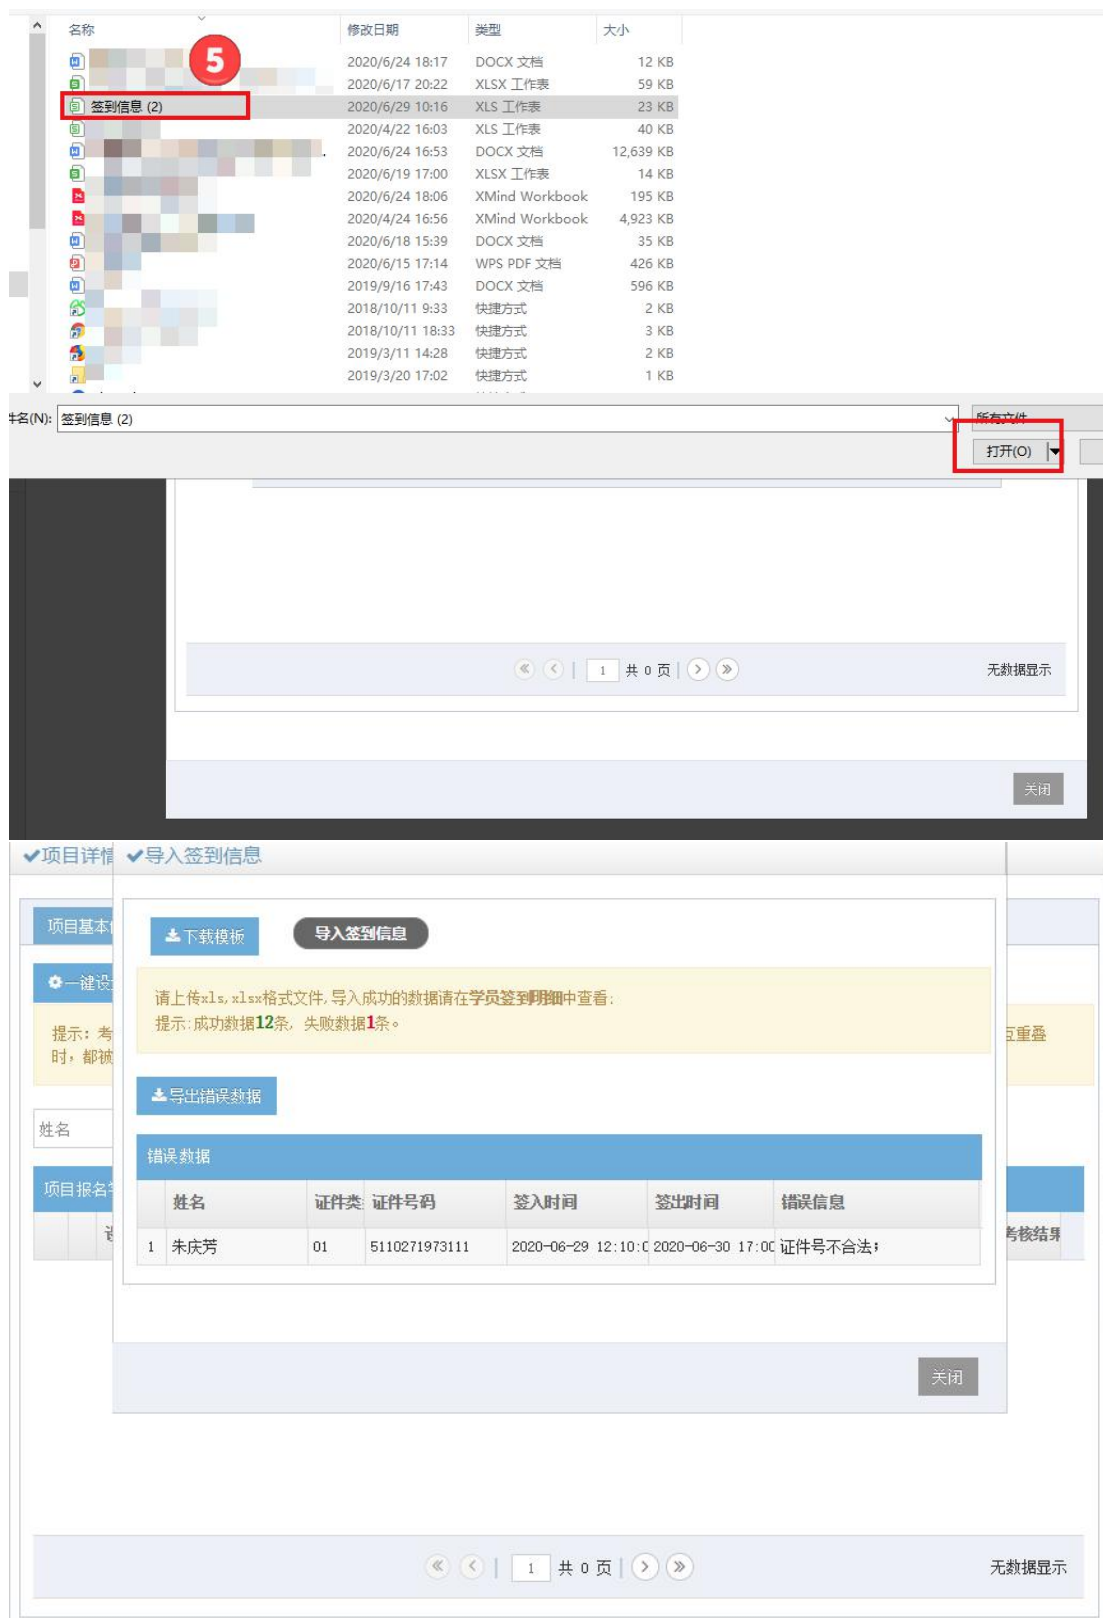 名称 修改日期 类型 大小
5
2020/6/24 18:17 DOCX 文档 12 KB
2020/6/17 20:22 XLSX 工作表 59 KB
签到信息 (2) 2020/6/29 10:16 XLS 工作表 23 KB
2020/4/22 16:03 XLS 工作表 40 KB
2020/6/24 16:53 DOCX 文档 12,639 KB
2020/6/19 17:00 XLSX 工作表 14 KB
2020/6/24 18:06 XMind Workbook 195 KB
2020/4/24 16:56 XMind Workbook 4,923 KB
2020/6/18 15:39 DOCX 文档 35 KB
2020/6/15 17:14 WPS PDF 文档 426 KB
2019/9/16 17:43 DOCX 文档 596 KB
2018/10/11 9:33 快捷方式 2 KB
2018/10/11 18:33 快捷方式 3 KB
2019/3/11 14:28 快捷方式 2 KB
2019/3/20 17:02 快捷方式 1 KB
件名(N): 签到信息 (2) 所有文件
打开(O)
1 共 0 页 无数据显示
关闭
项目详情 导入签到信息
项目基本 下载模板 导入签到信息
一键设 请上传xls,xlsx格式文件,导入成功的数据请在学员签到明细中查看;
提示:成功数据12条, 失败数据1条。
提示：考 互重叠
时，都被
导出错误数据
姓名
错误数据
项目报名
姓名 证件类 证件号码 签入时间 签出时间 错误信息
考核结果
1 朱庆芳 01 5110271973111 2020-06-29 12:10:0 2020-06-30 17:00 证件号不合法;
关闭
1 共 0 页 无数据显示